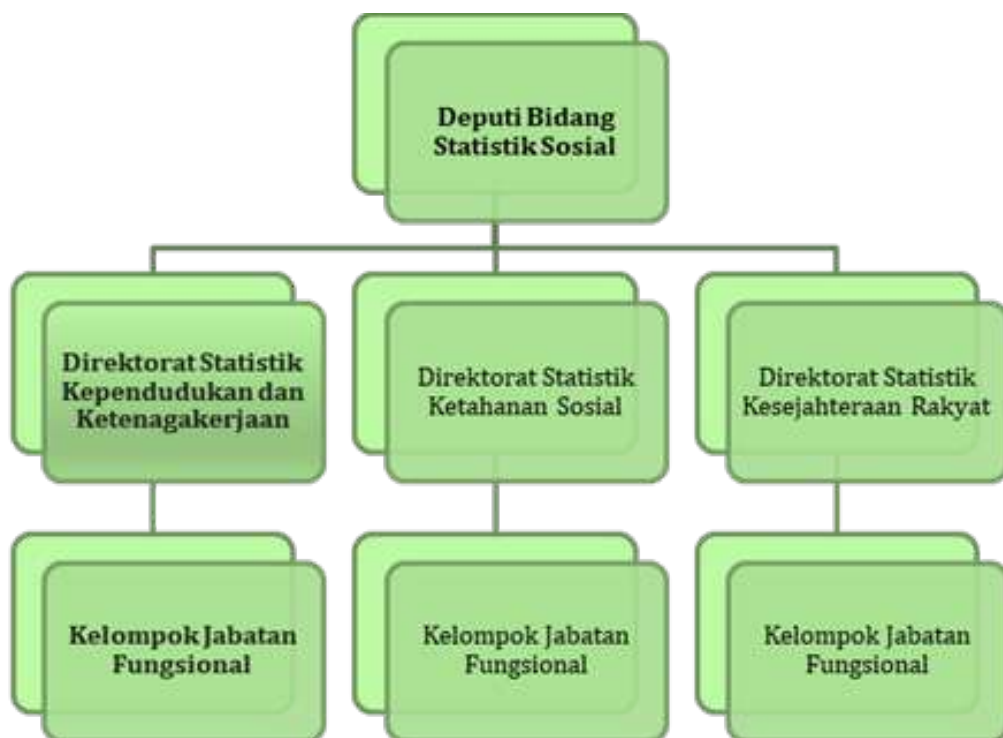 Deputi Bidang
Statistik Sosial
Direktorat Statistik
Kependudukan dan
Ketenagakerjaan
Direktorat Statistik
Ketahanan Sosial
Direktorat Statistik
Kesejahteraan Rakyat
Kelompok Jabatan
Fungsional
Kelompok Jabatan
Fungsional
Kelompok Jabatan
Fungsional